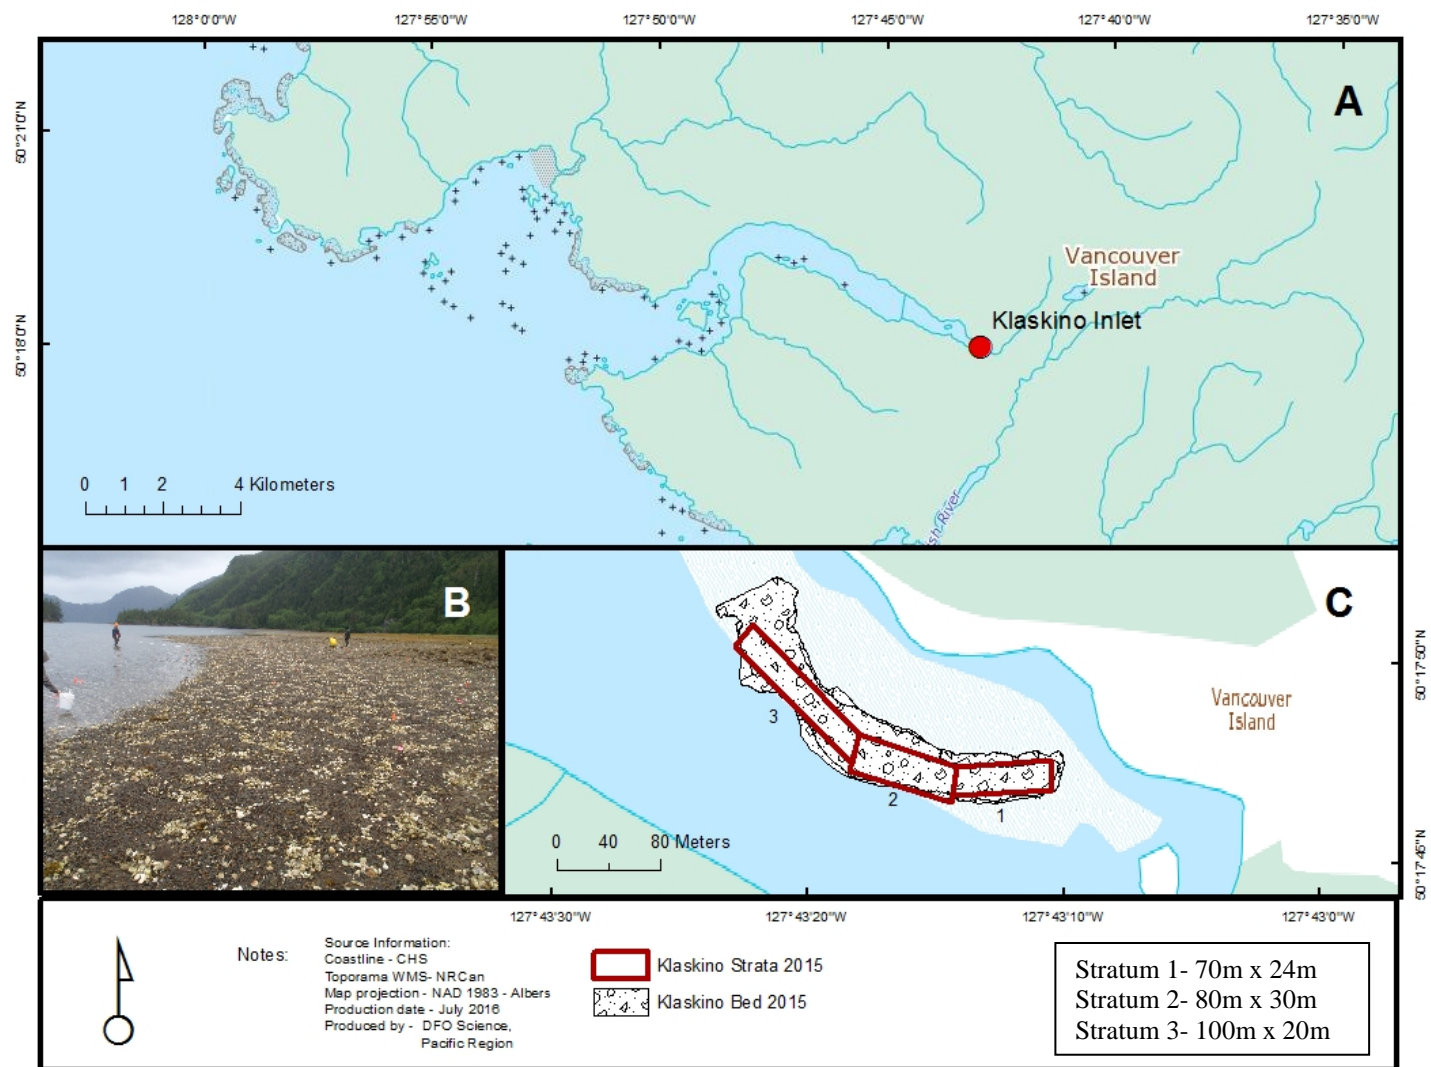 128°0'0"W 127°55'0"W 127°50'0"W 127°45'0"W 127°40'0"W 127°35'0"W
50°21'0"N
50°18'0"N
A
Vancouver
Island
Klaskino Inlet
0 1 2 4 Kilometers
B
C
Vancouver
Island
3
2
1
0 40 80 Meters
50°17'50"N
50°17'45"N
127°43'30"W 127°43'20"W 127°43'10"W 127°43'0"W
Notes:
Source Information:
Coastline - CHS
Toporama WMS- NRCan
Map projection - NAD 1983 - Albers
Production date - July 2016
Produced by - DFO Science,
Pacific Region
Klaskino Strata 2015
Klaskino Bed 2015
Stratum 1- 70m x 24m
Stratum 2- 80m x 30m
Stratum 3- 100m x 20m